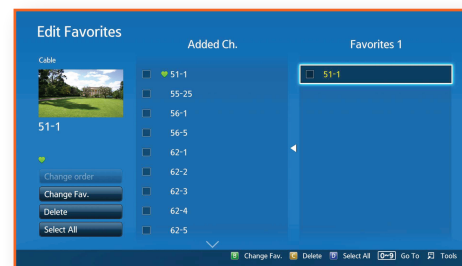 Edit Favorites
Cable
51-1
Change order
Change Fav.
Delete
Select All
Added Ch.
51-1
55-25
56-1
56-5
62-1
62-2
62-3
62-4
62-5
Favorites 1
51-1
B Change Fav. C Delete D Select All 0~9 Go To Tools